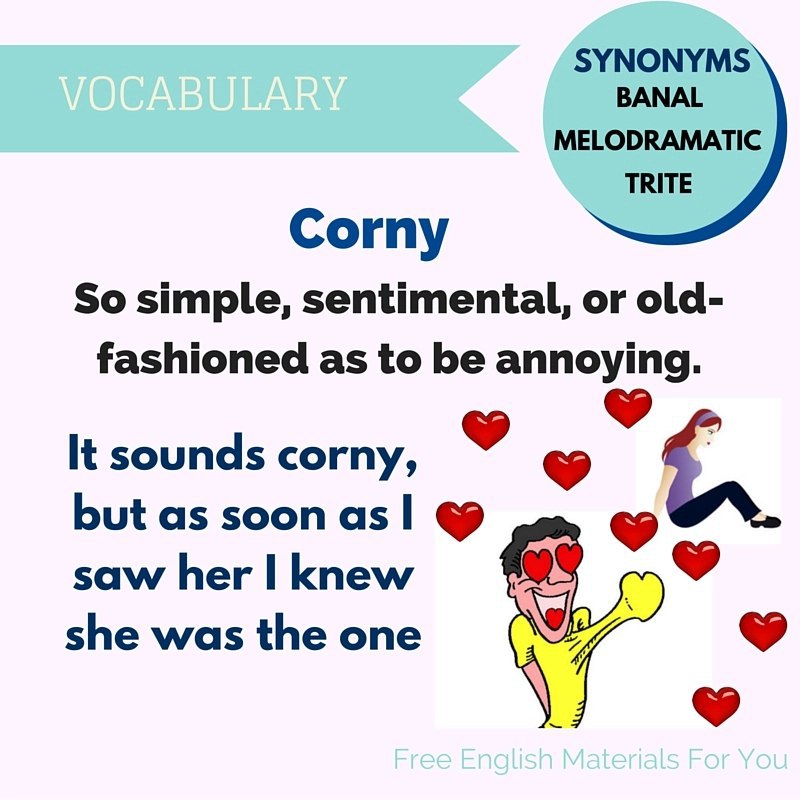 VOCABULARY
SYNONYMS
BANAL
MELODRAMATIC
TRITE
Corny
So simple, sentimental, or old-
fashioned as to be annoying.
It sounds corny,
but as soon as I
saw her I knew
she was the one
Free English Materials For You